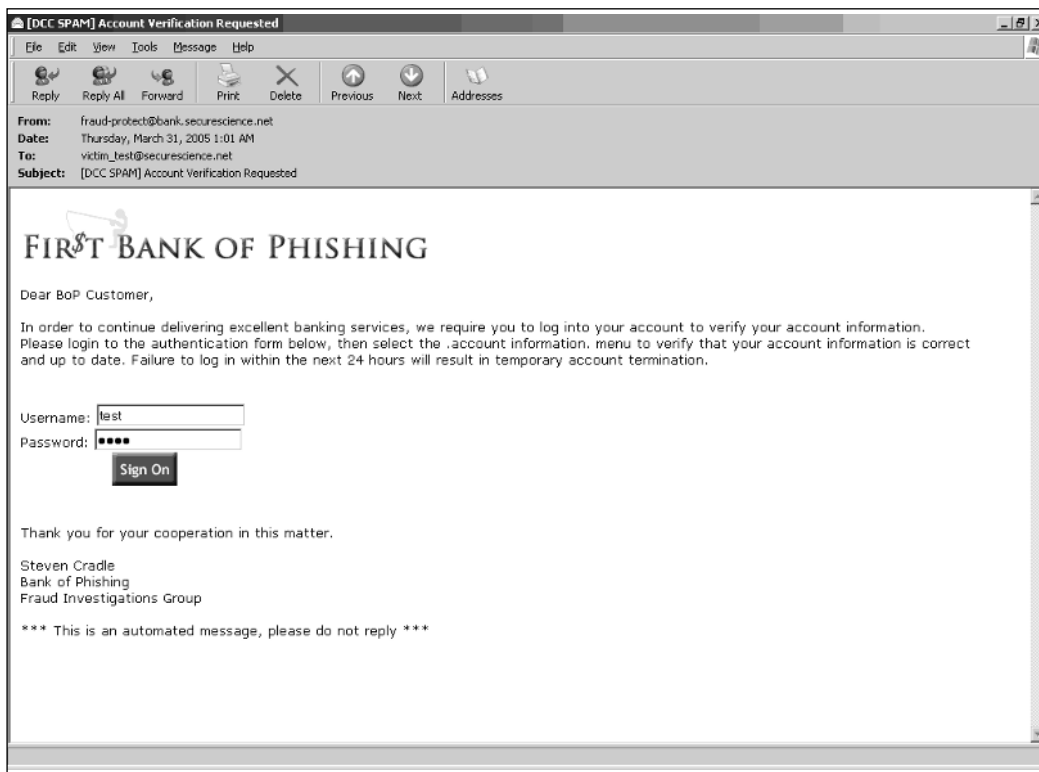 [DCC SPAM] Account Verification Requested
File Edit View Tools Message Help
Reply Reply All Forward Print Delete Previous Next Addresses
From: fraud-protect@bank.securescience.net
Date: Thursday, March 31, 2005 1:01 AM
To: victim_test@securescience.net
Subject: [DCC SPAM] Account Verification Requested
FIR$T BANK OF PHISHING
Dear BoP Customer,
In order to continue delivering excellent banking services, we require you to log into your account to verify your account information.
Please login to the authentication form below, then select the .account information. menu to verify that your account information is correct
and up to date. Failure to log in within the next 24 hours will result in temporary account termination.
Username: test
Password: ••••
Sign On
Thank you for your cooperation in this matter.
Steven Cradle
Bank of Phishing
Fraud Investigations Group
*** This is an automated message, please do not reply ***